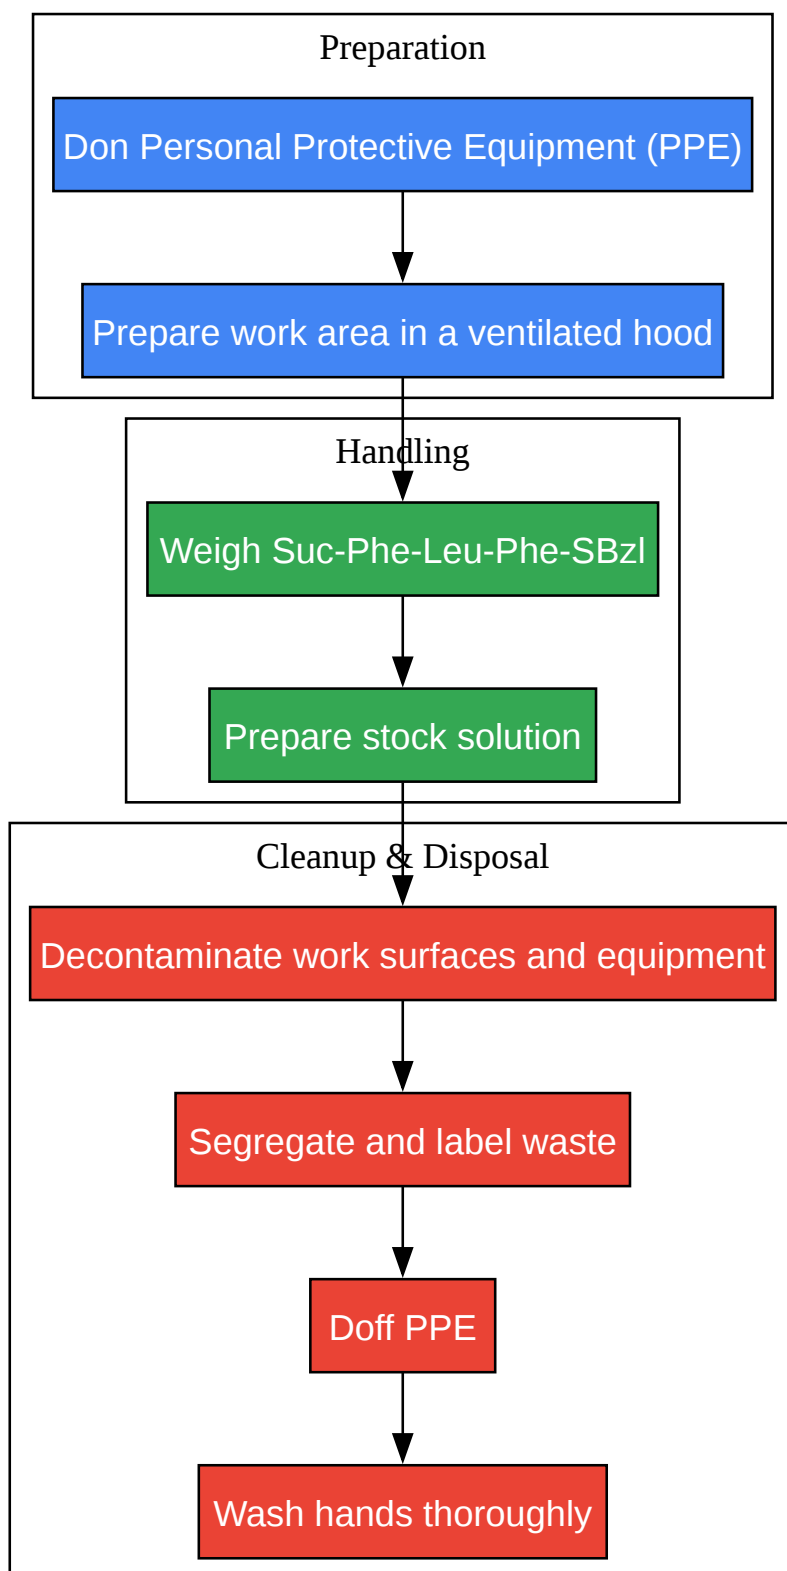 Preparation
Don Personal Protective Equipment (PPE)
Prepare work area in a ventilated hood
Handling
Weigh Suc-Phe-Leu-Phe-SBzl
Prepare stock solution
Cleanup & Disposal
Decontaminate work surfaces and equipment
Segregate and label waste
Doff PPE
Wash hands thoroughly